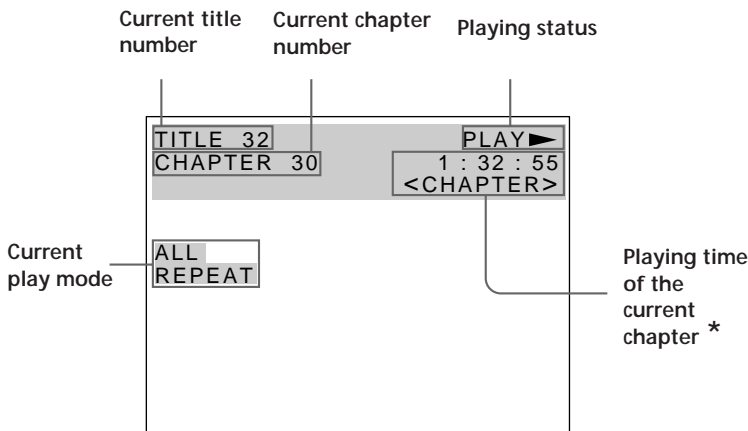 Current title
number
Current chapter
number
Playing status
TITLE 32
CHAPTER 30
PLAY
1 : 32 : 55
<CHAPTER>
Current
play mode
ALL
REPEAT
Playing time
of the
current
chapter *